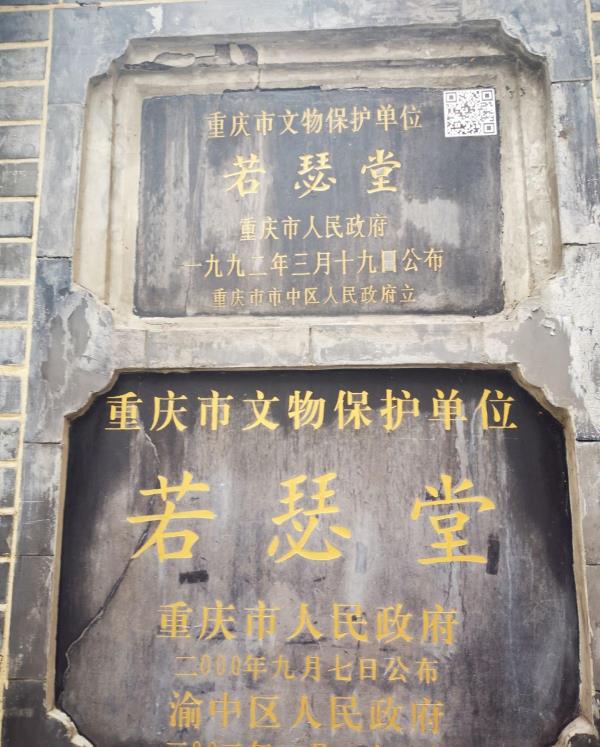 重庆市文物保护单位
若瑟堂
重庆市人民政府
一九九二年三月十九日公布
重庆市市中区人民政府立
重庆市文物保护单位
若瑟堂
重庆市人民政府
二000年九月七日公布
渝中区人民政府